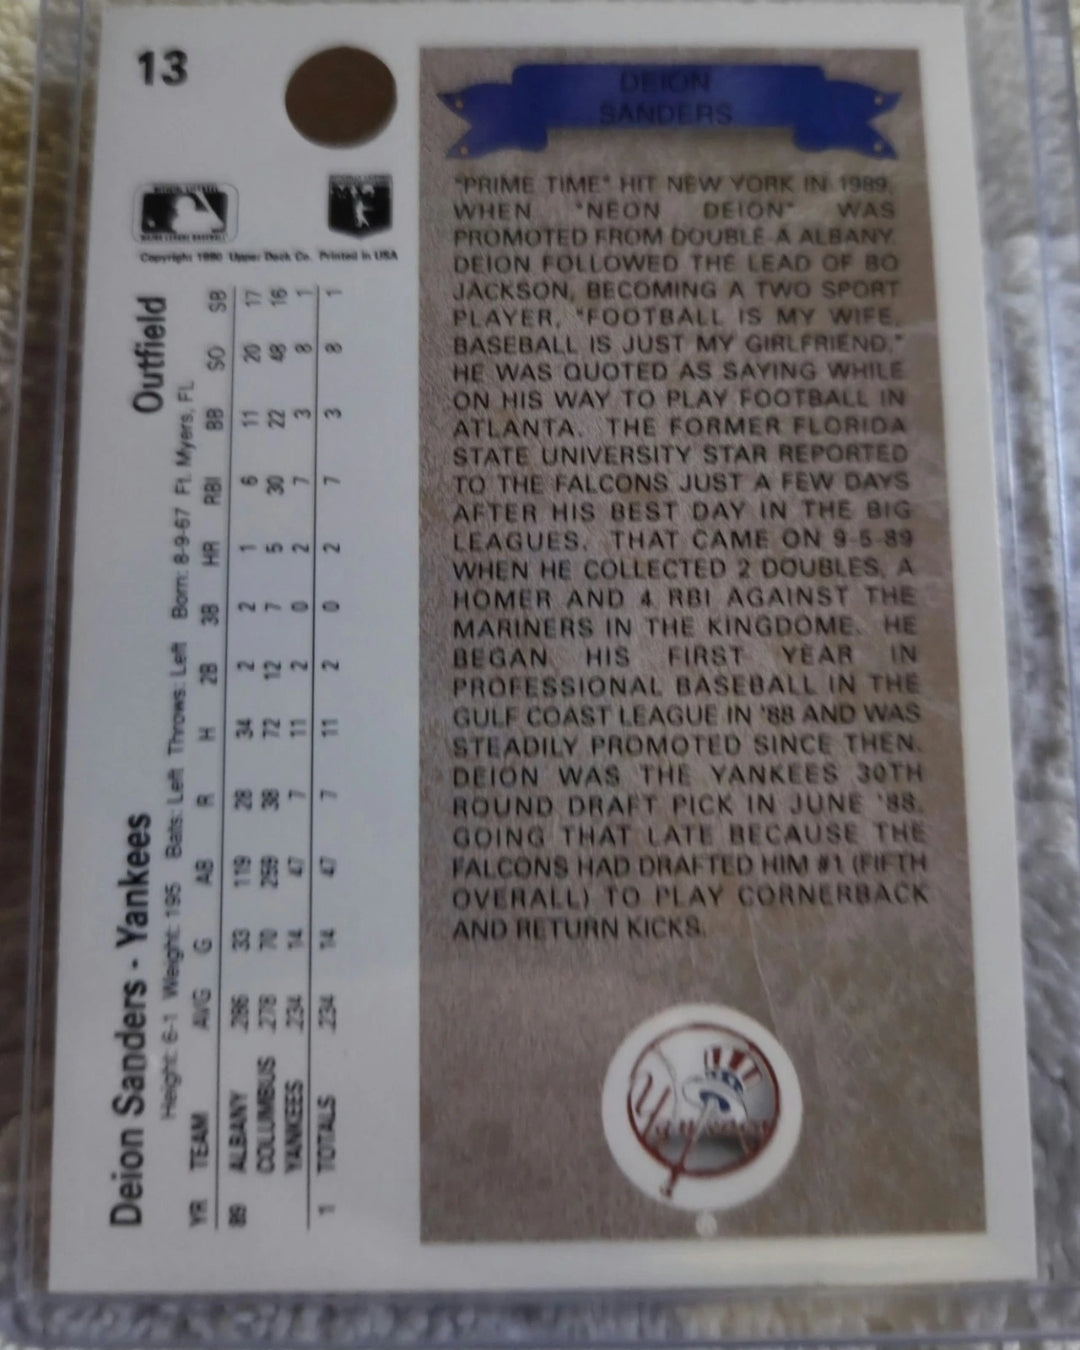 13
Copyright 1990 Upper Deck Co. Printed in USA
DEION
SANDERS
"PRIME TIME" HIT NEW YORK IN 1989,
WHEN "NEON DEION" WAS
PROMOTED FROM DOUBLE-A ALBANY.
DEION FOLLOWED THE LEAD OF BO
JACKSON, BECOMING A TWO SPORT
PLAYER, "FOOTBALL IS MY WIFE,
BASEBALL IS JUST MY GIRLFRIEND,"
HE WAS QUOTED AS SAYING WHILE
ON HIS WAY TO PLAY FOOTBALL IN
ATLANTA. THE FORMER FLORIDA
STATE UNIVERSITY STAR REPORTED
TO THE FALCONS JUST A FEW DAYS
AFTER HIS BEST DAY IN THE BIG
LEAGUES. THAT CAME ON 9-5-89
WHEN HE COLLECTED 2 DOUBLES, A
HOMER AND 4 RBI AGAINST THE
MARINERS IN THE KINGDOME. HE
BEGAN HIS FIRST YEAR IN
PROFESSIONAL BASEBALL IN THE
GULF COAST LEAGUE IN '88 AND WAS
STEADILY PROMOTED SINCE THEN.
DEION WAS THE YANKEES 30TH
ROUND DRAFT PICK IN JUNE '88,
GOING THAT LATE BECAUSE THE
FALCONS HAD DRAFTED HIM #1 (FIFTH
OVERALL) TO PLAY CORNERBACK
AND RETURN KICKS.
Yankees
Deion Sanders - Yankees Outfield
Height: 6-1 Weight: 195 Bats: Left Throws: Left Born: 8-9-67 Ft. Myers, FL
YR TEAM AVG G AB R H 2B 3B HR RBI BB SO SB
89 ALBANY .286 33 119 28 34 2 2 1 6 11 20 17
COLUMBUS .278 70 259 38 72 12 7 5 30 22 48 16
YANKEES .234 14 47 7 11 2 0 2 7 3 8 1
1 TOTALS .234 14 47 7 11 2 0 2 7 3 8 1